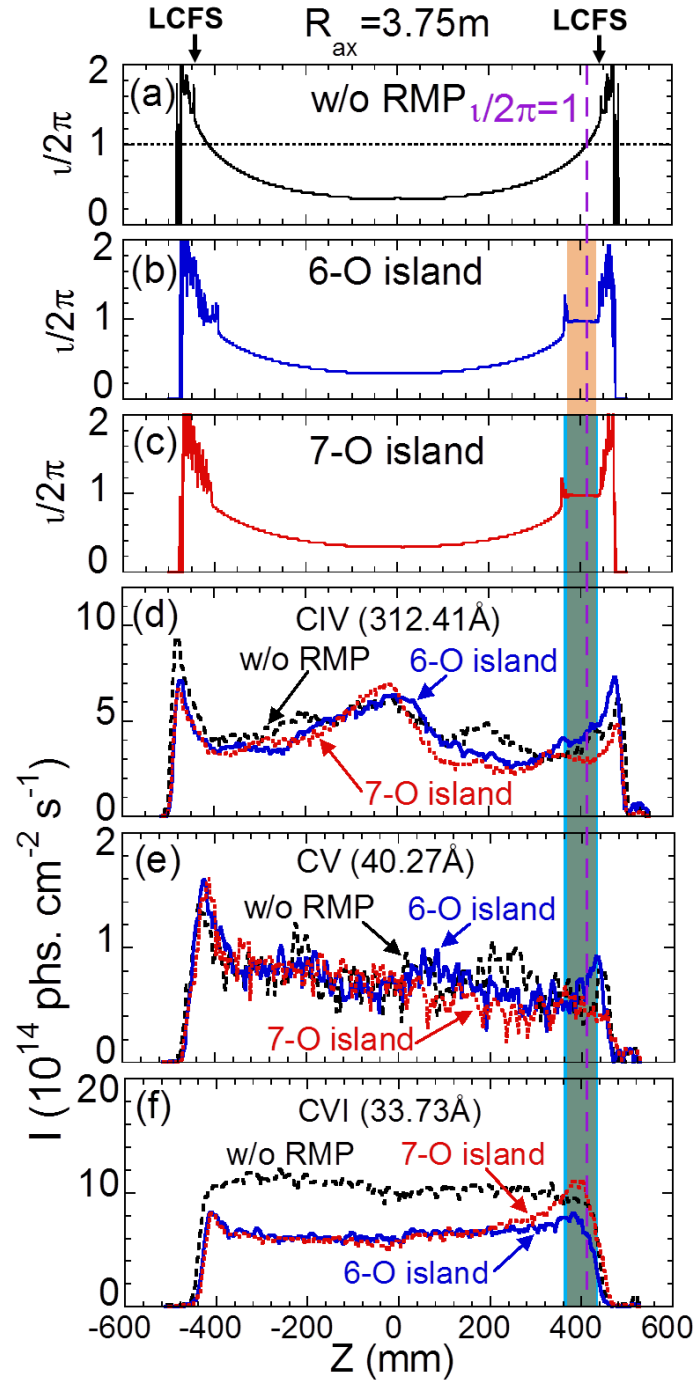 LCFS R_ax=3.75m LCFS
2
(a) w/o RMP ι/2π=1
1
ι/2π
0
2
(b) 6-O island
1
ι/2π
0
2
(c) 7-O island
1
ι/2π
0
10
(d) CIV (312.41Å)
w/o RMP
6-O island
5
7-O island
0
2
(e) CV (40.27Å)
w/o RMP 6-O island
1
7-O island
0
I (10^14 phs. cm^-2 s^-1)
20
(f) CVI (33.73Å)
w/o RMP 7-O island
10
6-O island
0
-600 -400 -200 0 200 400 600
Z (mm)